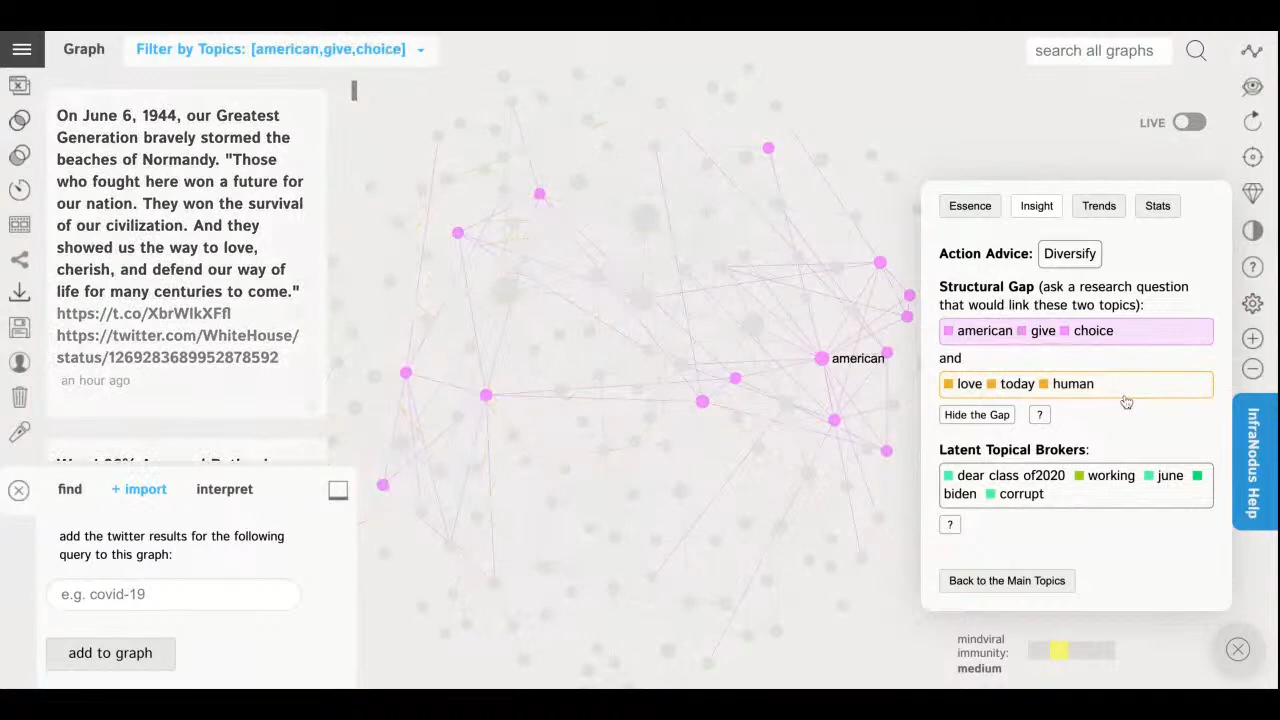 Graph
Filter by Topics: [american,give,choice]
search all graphs
On June 6, 1944, our Greatest
Generation bravely stormed the
beaches of Normandy. "Those
who fought here won a future for
our nation. They won the survival
of our civilization. And they
showed us the way to love,
cherish, and defend our way of
life for many centuries to come."
https://t.co/XbrWIkXFfl
https://twitter.com/WhiteHouse/
status/1269283689952878592
an hour ago
find
+ import
interpret
add the twitter results for the following
query to this graph:
e.g. covid-19
add to graph
american
LIVE
Essence
Insight
Trends
Stats
Action Advice: Diversify
Structural Gap (ask a research question
that would link these two topics):
american give choice
and
love today human
Hide the Gap
?
Latent Topical Brokers:
dear class of2020 working june
biden corrupt
?
Back to the Main Topics
mindviral
immunity:
medium
InfraNodus Help